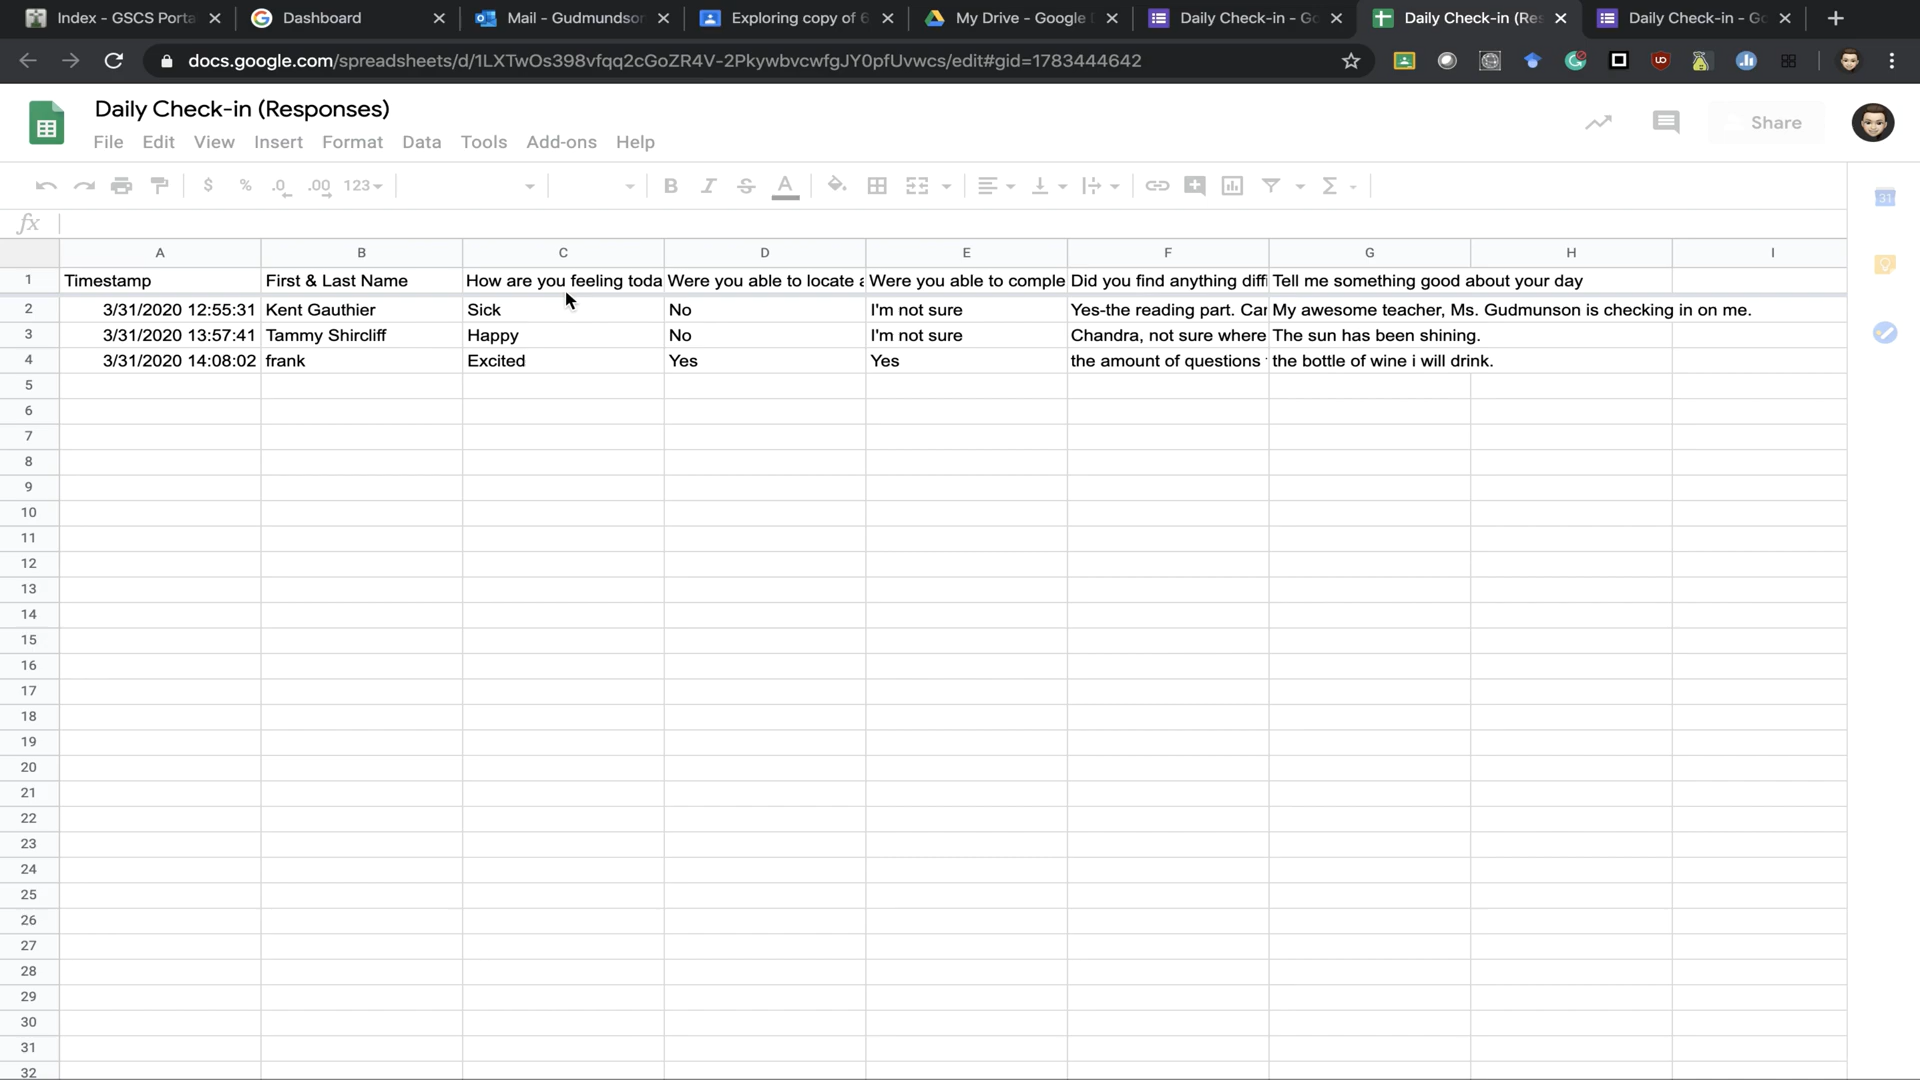 Index - GSCS Porta
Dashboard
Mail - Gudmundsor
Exploring copy of 6
My Drive - Google D
Daily Check-in - Go
Daily Check-in (Res
Daily Check-in - Go
docs.google.com/spreadsheets/d/1LXTwOs398vfqq2cGoZR4V-2PkywbvcwfgJY0pfUvwcs/edit#gid=1783444642
Daily Check-in (Responses)
File Edit View Insert Format Data Tools Add-ons Help
Share
$ % .0 .00 123 B I S A Σ
31
fx
A B C D E F G H I
1 Timestamp First & Last Name How are you feeling toda Were you able to locate a Were you able to comple Did you find anything diffi Tell me something good about your day
2 3/31/2020 12:55:31 Kent Gauthier Sick No I'm not sure Yes-the reading part. Can My awesome teacher, Ms. Gudmunson is checking in on me.
3 3/31/2020 13:57:41 Tammy Shircliff Happy No I'm not sure Chandra, not sure where The sun has been shining.
4 3/31/2020 14:08:02 frank Excited Yes Yes the amount of questions the bottle of wine i will drink.
5
6
7
8
9
10
11
12
13
14
15
16
17
18
19
20
21
22
23
24
25
26
27
28
29
30
31
32